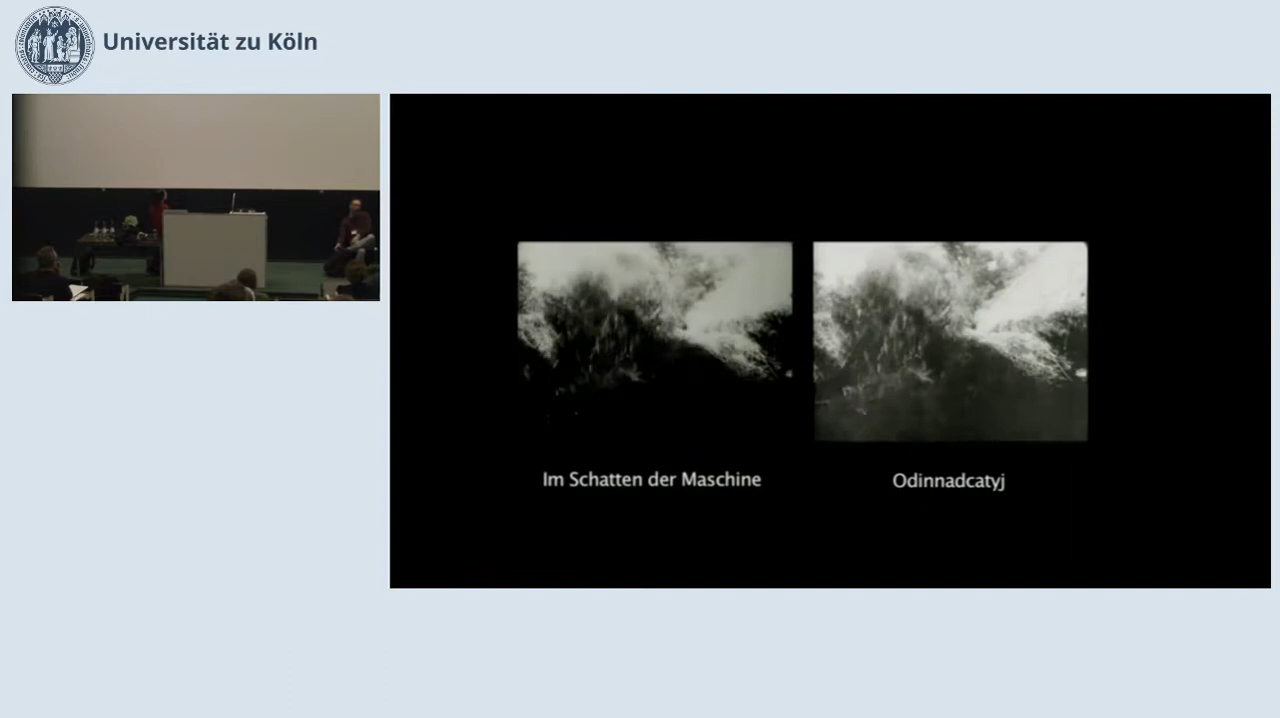 Universität zu Köln
Im Schatten der Maschine
Odinnadcatyj